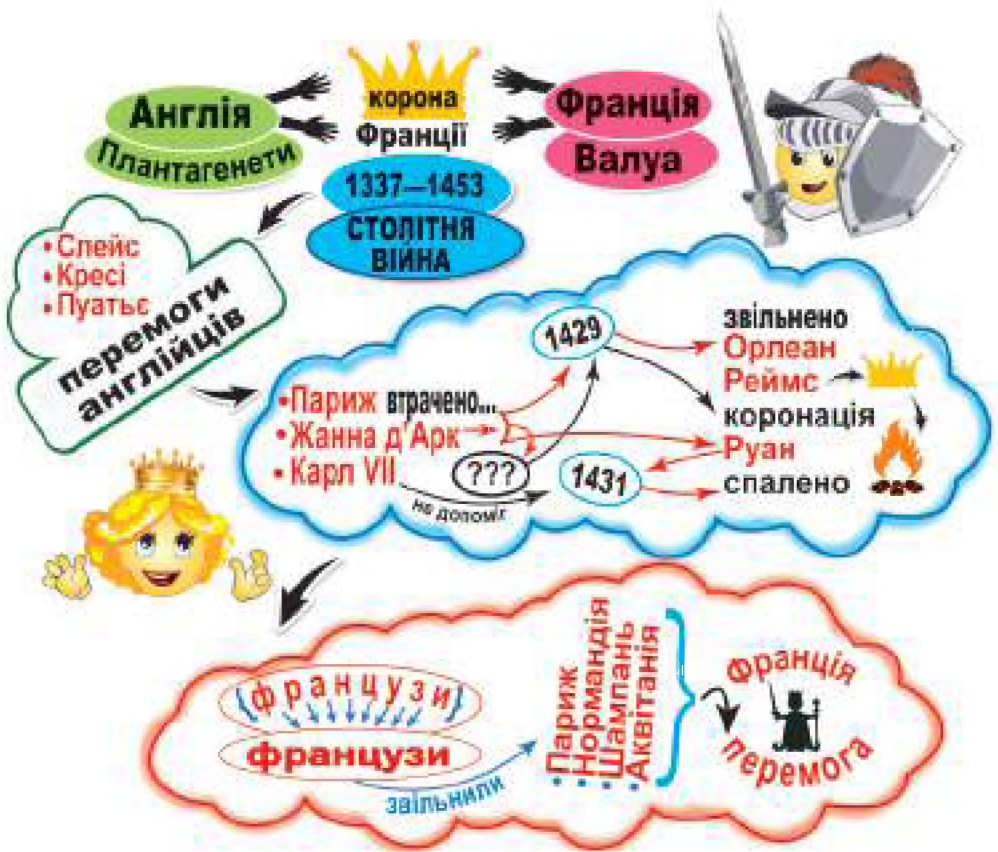 Англія
Плантагенети
корона
Франції
Франція
Валуа
1337—1453
СТОЛІТНЯ
ВІЙНА
• Слейс
• Кресі
• Пуатьє
перемоги
англійців
• Париж втрачено...
• Жанна д'Арк
• Карл VII
???
не допоміг
1429
1431
звільнено
Орлеан
Реймс
коронація
Руан
спалено
(французи)
французи
звільнили
• Париж
• Нормандія
• Шампань
• Аквітанія
Франція
перемога